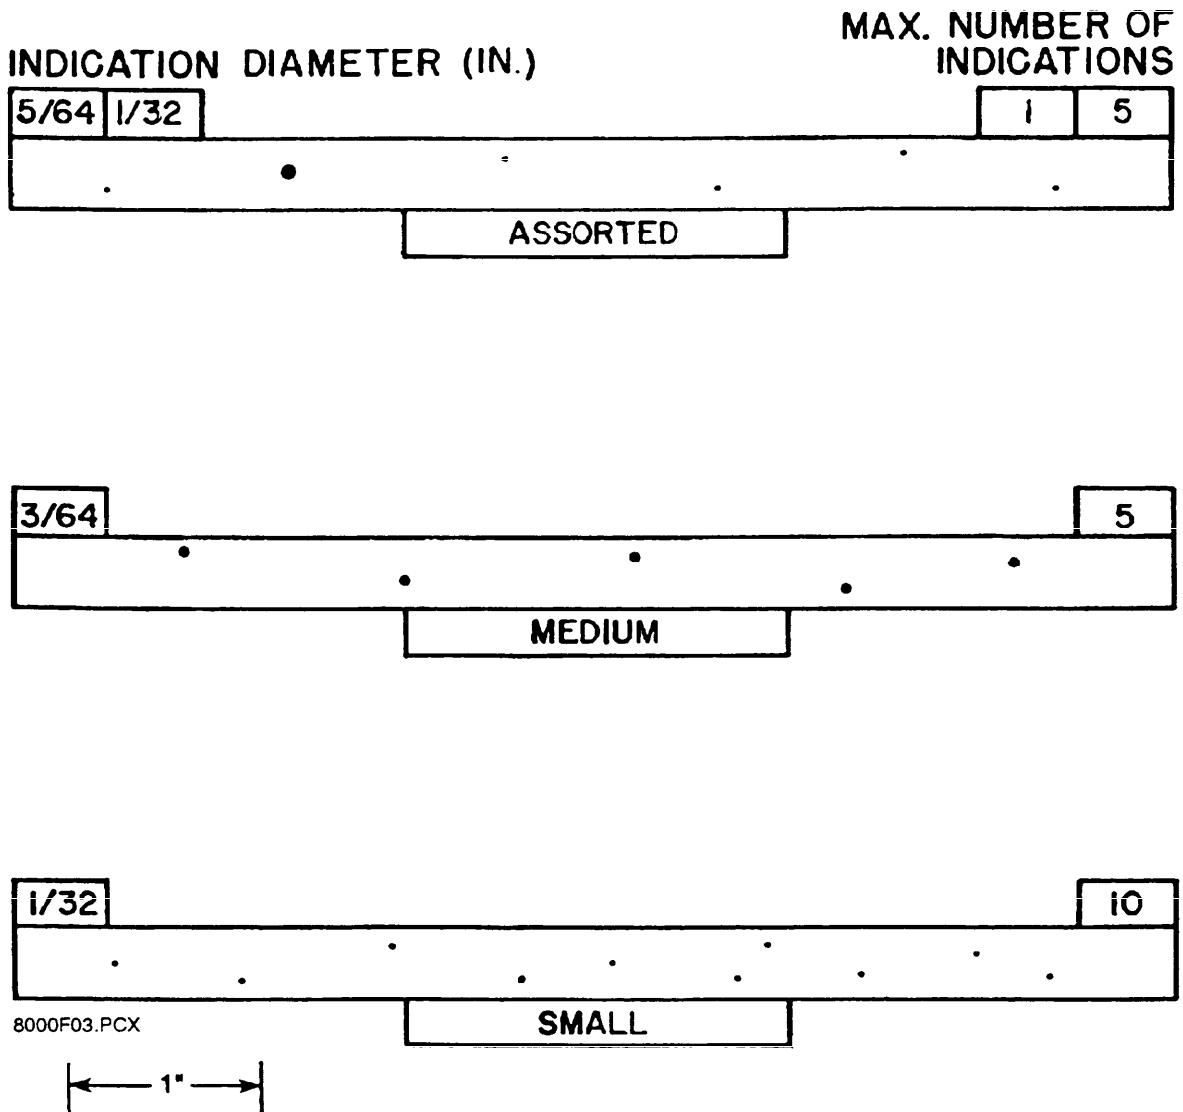 MAX. NUMBER OF
INDICATION DIAMETER (IN.) INDICATIONS
5/64 1/32 1 5
ASSORTED
3/64 5
MEDIUM
1/32 10
SMALL
8000F03.PCX
1"